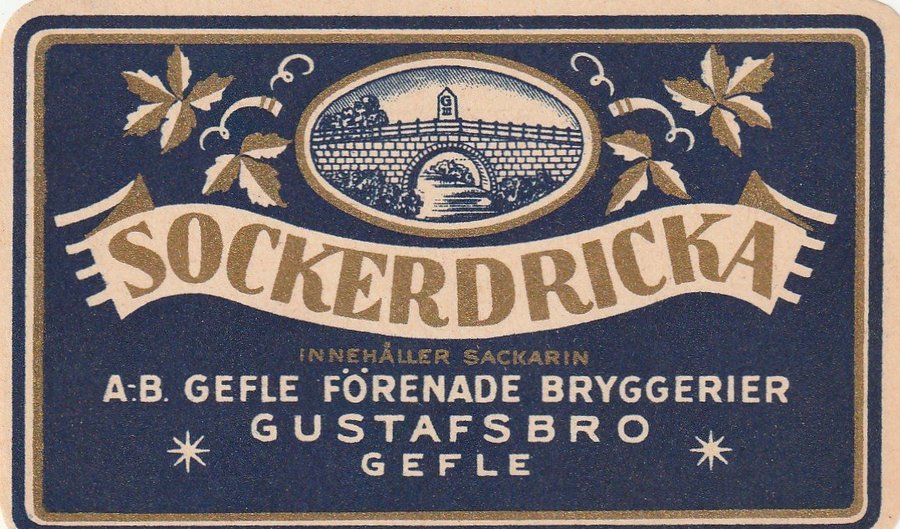 SOCKERDRICKA
INNEHÅLLER SACKARIN
A-B. GEFLE FÖRENADE BRYGGERIER
GUSTAFSBRO
GEFLE